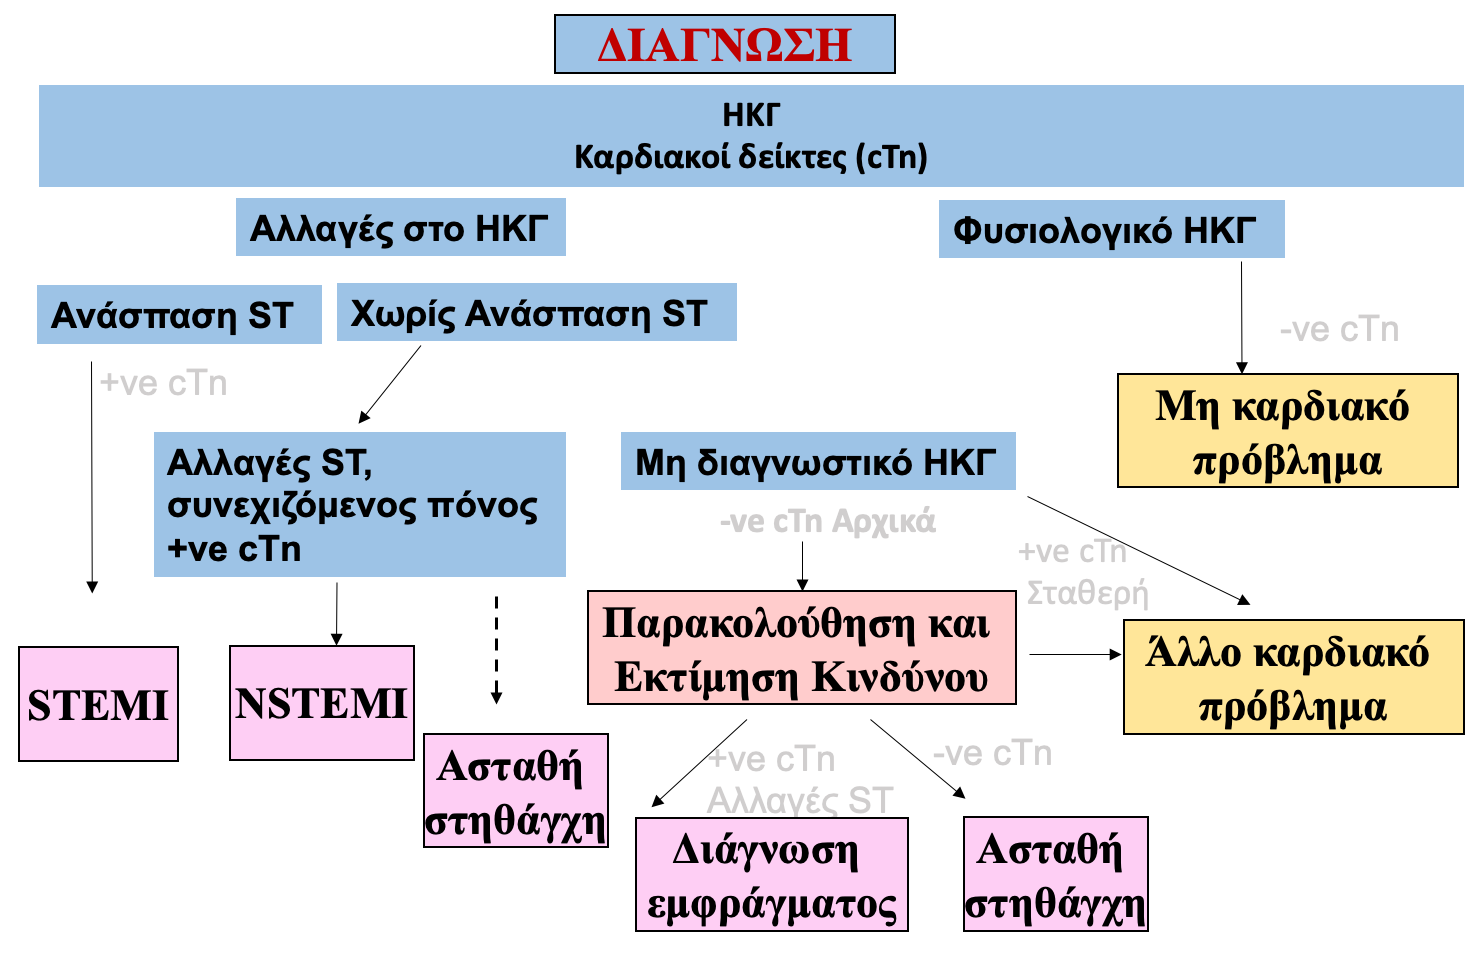 ΔΙΑΓΝΩΣΗ
ΗΚΓ
Καρδιακοί δείκτες (cTn)
Αλλαγές στο ΗΚΓ
Φυσιολογικό ΗΚΓ
Ανάσπαση ST
Χωρίς Ανάσπαση ST
-ve cTn
+ve cTn
Μη καρδιακό
πρόβλημα
Αλλαγές ST,
συνεχιζόμενος πόνος
+ve cTn
Μη διαγνωστικό ΗΚΓ
-ve cTn Αρχικά
+ve cTn
Σταθερή
Παρακολούθηση και
Εκτίμηση Κινδύνου
Άλλο καρδιακό
πρόβλημα
STEMI
NSTEMI
Ασταθή
στηθάγχη
+ve cTn
Αλλαγές ST
-ve cTn
Διάγνωση
εμφράγματος
Ασταθή
στηθάγχη